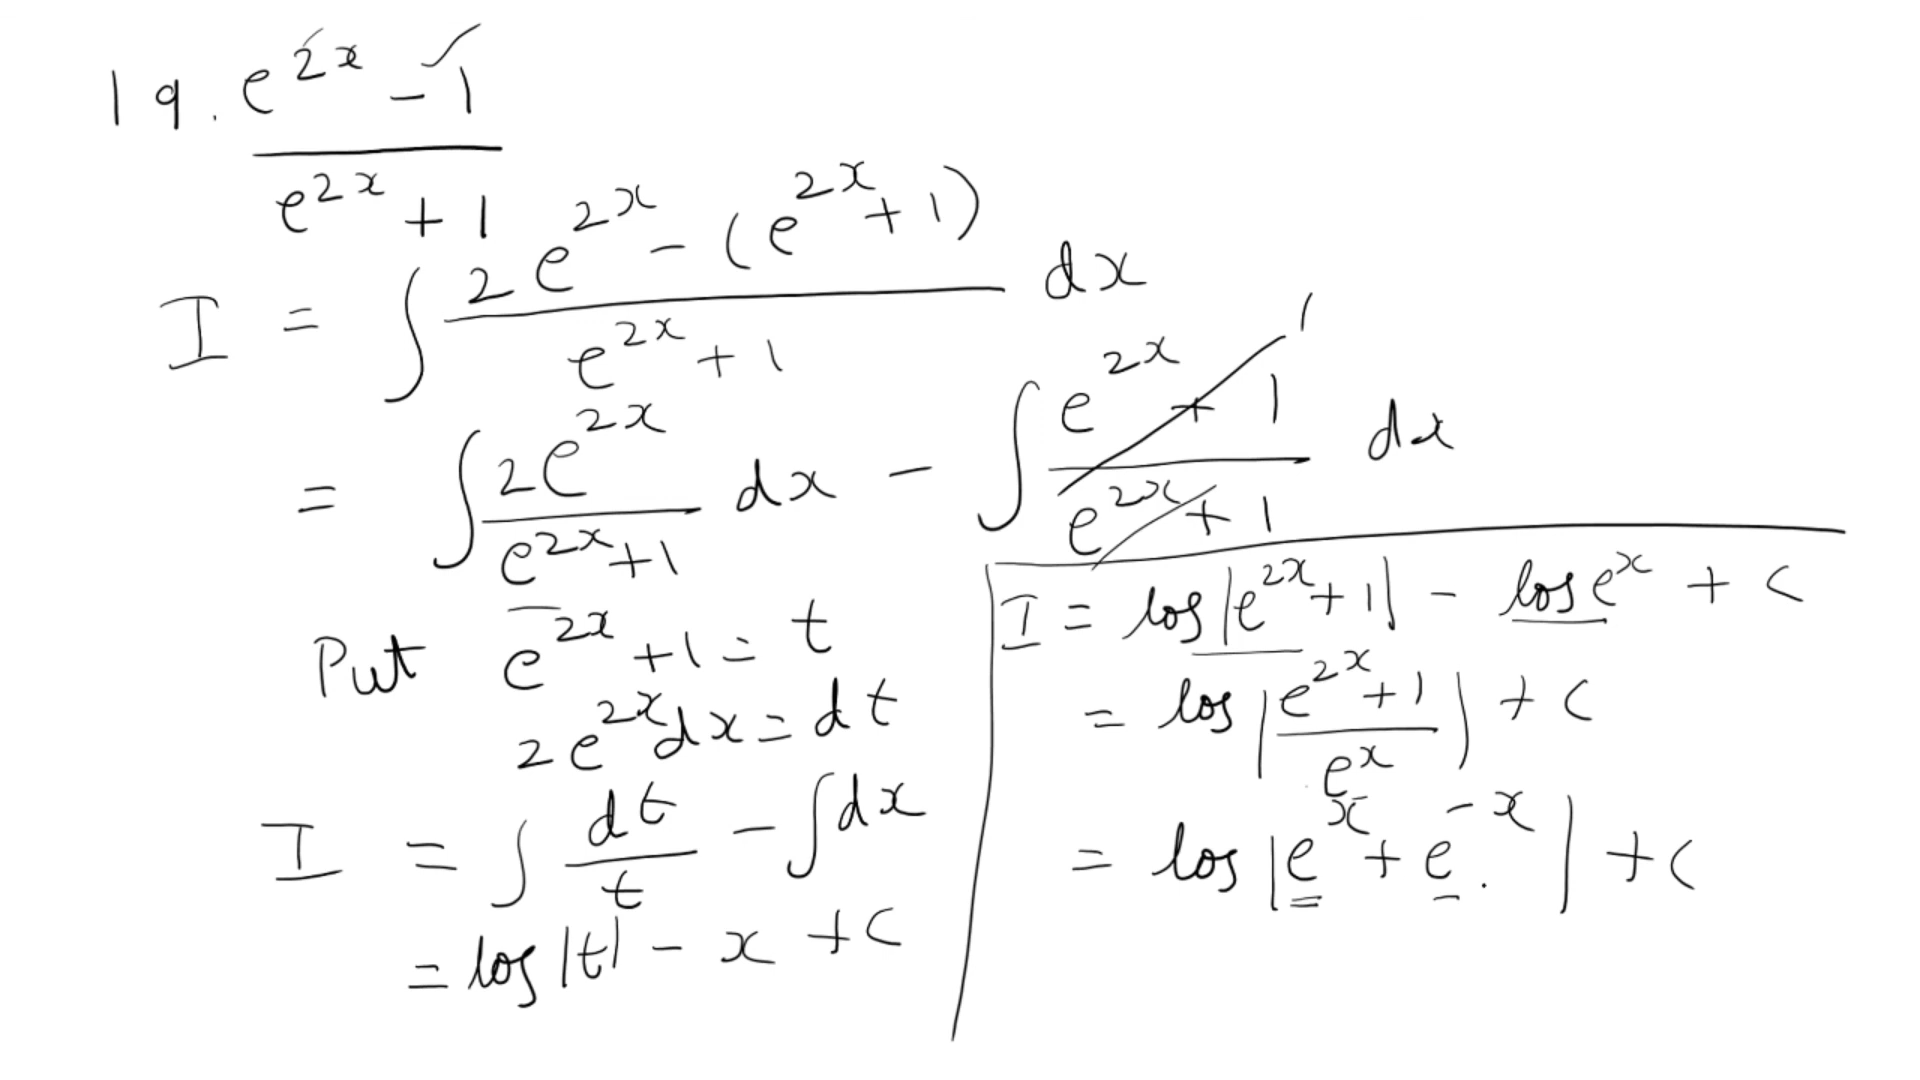 19. e^{2x} - 1
e^{2x} + 1
I = ∫ 2e^{2x} - (e^{2x} + 1) dx
e^{2x} + 1
= ∫ 2e^{2x} dx - ∫ e^{2x} + 1 dx 1
e^{2x} + 1 e^{2x} + 1
Put e^{2x} + 1 = t
2e^{2x} dx = dt
I = ∫ dt/t - ∫ dx
= log |t| - x + c
I = log |e^{2x} + 1| - log e^x + c
= log |e^{2x} + 1 / e^x| + c
= log |e^x + e^{-x}| + c